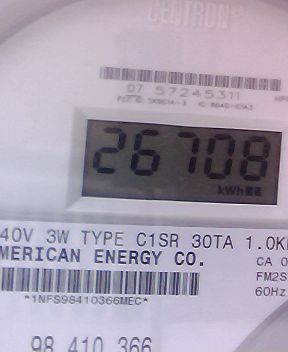 CENTRON®
07 57245311
26708
kWh
40V 3W TYPE C1SR 30TA 1.0K
MERICAN ENERGY CO.
CA 0
FM2S
60Hz
*1NFS98410366MEC*
98 410 366